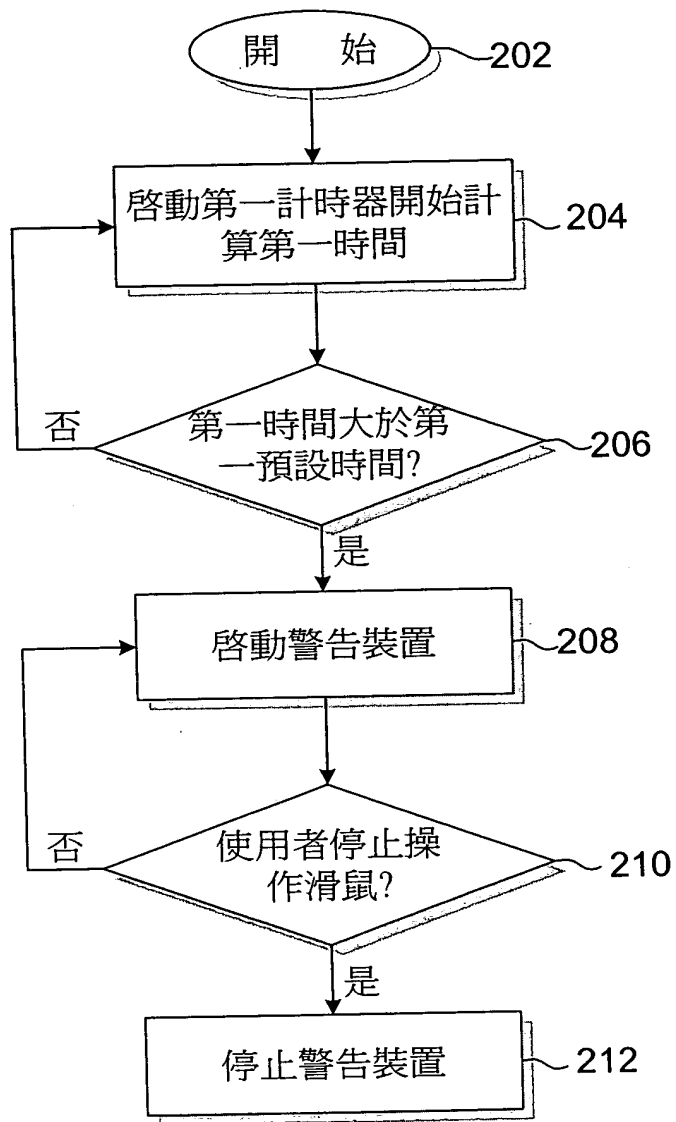 開 始
202
啓動第一計時器開始計
算第一時間
204
否
第一時間大於第
一預設時間?
206
是
啓動警告裝置
208
否
使用者停止操
作滑鼠?
210
是
停止警告裝置
212